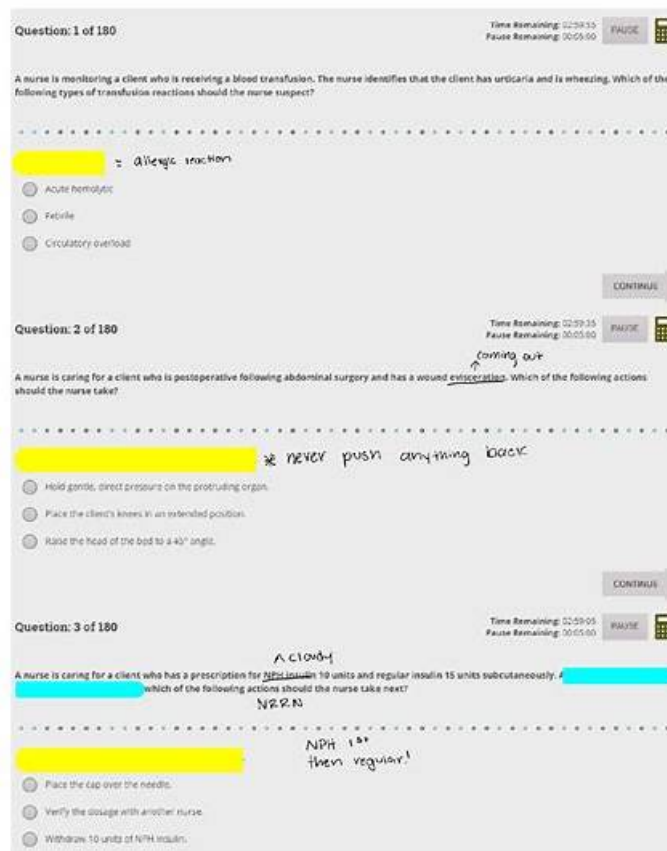 Question: 1 of 180
Time Remaining: 02:59:55
Pause Remaining: 00:05:00
PAUSE
A nurse is monitoring a client who is receiving a blood transfusion. The nurse identifies that the client has urticaria and is wheezing. Which of the
following types of transfusion reactions should the nurse suspect?
= allergic reaction
Acute hemolytic
Febrile
Circulatory overload
CONTINUE
Question: 2 of 180
Time Remaining: 02:59:35
Pause Remaining: 00:05:00
PAUSE
coming out
A nurse is caring for a client who is postoperative following abdominal surgery and has a wound evisceration. Which of the following actions
should the nurse take?
* never push anything back
Hold gentle, direct pressure on the protruding organ.
Place the client's knees in an extended position.
Raise the head of the bed to a 45° angle.
CONTINUE
Question: 3 of 180
Time Remaining: 02:59:05
Pause Remaining: 00:05:00
PAUSE
cloudy
A nurse is caring for a client who has a prescription for NPH insulin 10 units and regular insulin 15 units subcutaneously.
which of the following actions should the nurse take next?
NRRN
NPH 1st
then regular!
Place the cap over the needle.
Verify the dosage with another nurse.
Withdraw 10 units of NPH insulin.